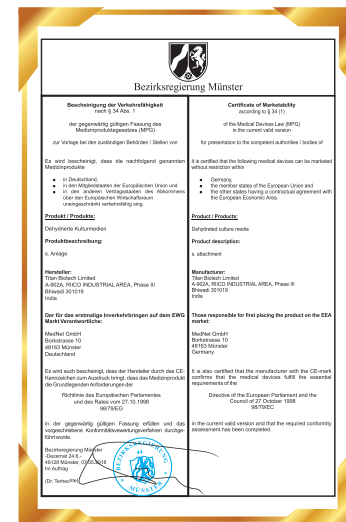 Bezirksregierung Münster
Bescheinigung der Verkehrsfähigkeit
nach § 34 Abs. 1
der gegenwärtig gültigen Fassung des
Medizinproduktegesetzes (MPG)
zur Vorlage bei den zuständigen Behörden / Stellen von
Es wird bescheinigt, dass die nachfolgend genannten
Medizinprodukte
in Deutschland,
in den Mitgliedstaaten der Europäischen Union und
in den anderen Vertragsstaaten des Abkommens
über den Europäischen Wirtschaftsraum
uneingeschränkt verkehrsfähig sing.
Produkt / Produkte:
Dehydrierte Kulturmedien
Produktbeschreibung:
s. Anlage
Hersteller:
Titan Biotech Limited
A-902A, RIICO INDUSTRIAL AREA, Phase III
Bhiwadi 301019
India
Der für das erstmalige Inverkehrbringen auf dem EWG
Markt Verantwortliche:
MedNet GmbH
Borkstrasse 10
48163 Münster
Deutschland
Es wird auch bescheinigt, dass der Hersteller durch das CE-
Kennzeichen zum Ausdruck bringt, dass das Medizinprodukt
die Grundlegenden Anforderungen der
Richtlinie des Europäischen Parlamentes
und des Rates vom 27.10.1998
98/79/EG
in der gegenwärtig gültigen Fassung erfüllen und das
vorgeschriebene Konformitätsverwertungverfahren durchge-
führt wurde.
Bezirksregierung Münster
-Dezernat 24.6.-
48128 Münster, 07.05.2018
Im Auftrag
(Dr. Terhechte)
BEZIRKSREGIERUNG
44
MÜNSTER
Certificate of Marketability
according to § 34 (1)
of the Medical Devices Law (MPG)
in the current valid version
for presentation to the competent authorities / bodies of
It is certified that the following medical devices can be marketed
without restriction within
Germany,
the member states of the European Union and
the other states having a contractual agreement with
the European Economic Area.
Product / Products:
Dehydrated culture media
Product description:
s. attachment
Manufacturer:
Titan Biotech Limited
A-902A, RIICO INDUSTRIAL AREA, Phase III
Bhiwadi 301019
India
Those responsible for first placing the product on the EEA
market:
MedNet GmbH
Borkstrasse 10
48163 Münster
Germany
It is also certified that the manufacturer with the CE-mark
confirms that the medical devices fulfill the essential
requirements of the
Directive of the European Parliament and the
Council of 27 October 1998
98/79/EC
in the current valid version and that the required conformity
assessment has been completed.